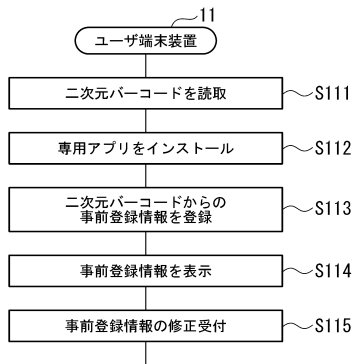 11
ユーザ端末装置
二次元バーコードを読取
S111
専用アプリをインストール
S112
二次元バーコードからの
事前登録情報を登録
S113
事前登録情報を表示
S114
事前登録情報の修正受付
S115